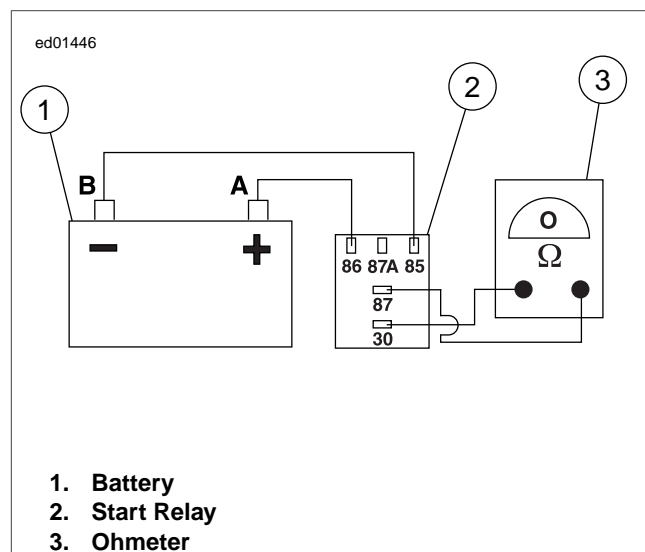 ed01446
1
2
3
B
A
– +
86 87A 85
87
30
O
Ω
1. Battery
2. Start Relay
3. Ohmeter